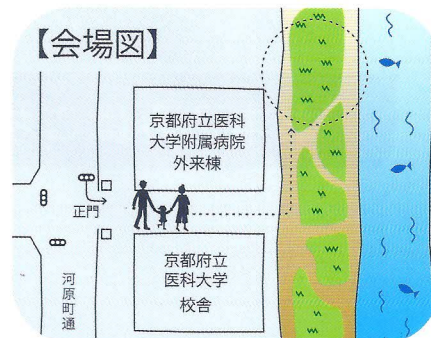 【会場図】
京都府立医科
大学附属病院
外来棟
正門
京都府立
医科大学
校舎
河原町通